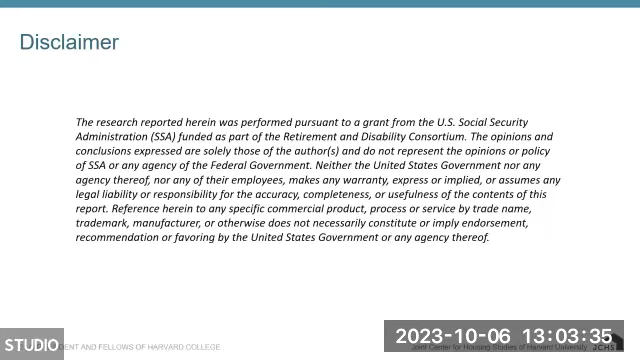 Disclaimer
The research reported herein was performed pursuant to a grant from the U.S. Social Security
Administration (SSA) funded as part of the Retirement and Disability Consortium. The opinions and
conclusions expressed are solely those of the author(s) and do not represent the opinions or policy
of SSA or any agency of the Federal Government. Neither the United States Government nor any
agency thereof, nor any of their employees, makes any warranty, express or implied, or assumes any
legal liability or responsibility for the accuracy, completeness, or usefulness of the contents of this
report. Reference herein to any specific commercial product, process or service by trade name,
trademark, manufacturer, or otherwise does not necessarily constitute or imply endorsement,
recommendation or favoring by the United States Government or any agency thereof.
STUDIO
AND FELLOWS OF HARVARD COLLEGE
2023-10-06 13:03:35
Joint Center for Housing Studies of Harvard University
JCHS